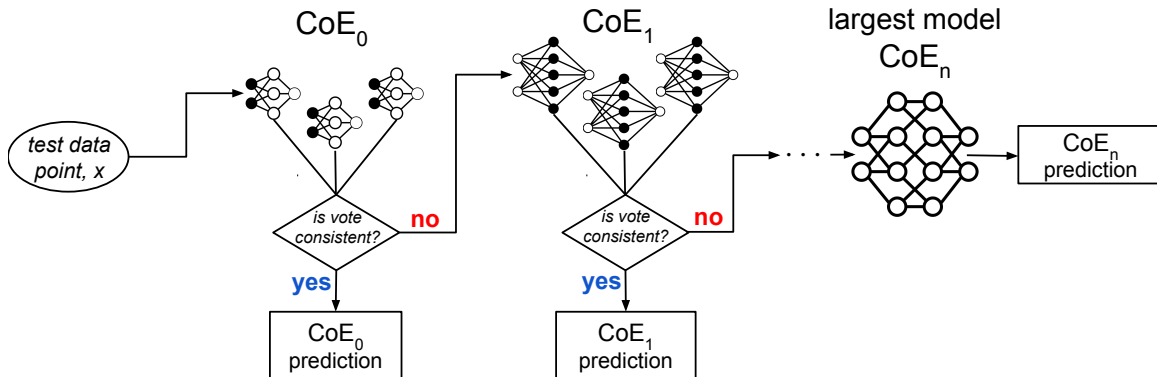 CoE₀
CoE₁
largest model
CoEₙ
test data
point, x
CoEₙ
prediction
is vote
consistent?
no
is vote
consistent?
no
yes
yes
CoE₀
prediction
CoE₁
prediction